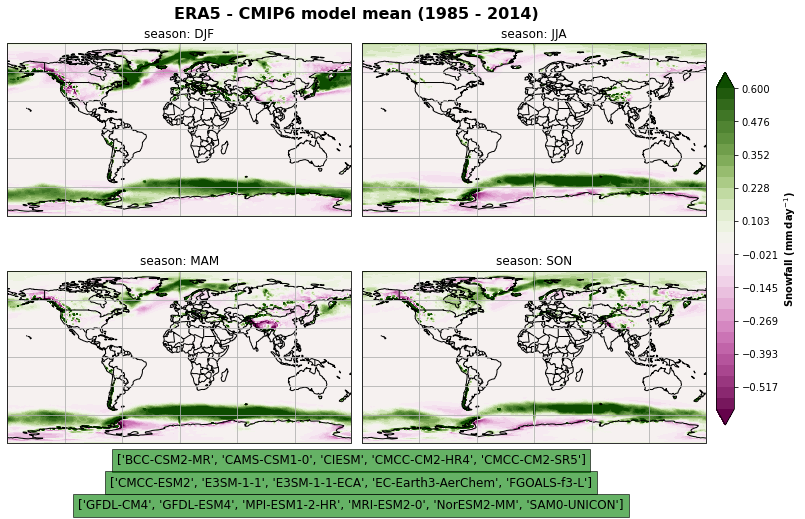 ERA5 - CMIP6 model mean (1985 - 2014)
season: DJF
season: JJA
0.600
0.476
0.352
0.228
0.103
−0.021
−0.145
−0.269
−0.393
−0.517
Snowfall (mm day⁻¹)
season: MAM
season: SON
['BCC-CSM2-MR', 'CAMS-CSM1-0', 'CIESM', 'CMCC-CM2-HR4', 'CMCC-CM2-SR5']
['CMCC-ESM2', 'E3SM-1-1', 'E3SM-1-1-ECA', 'EC-Earth3-AerChem', 'FGOALS-f3-L']
['GFDL-CM4', 'GFDL-ESM4', 'MPI-ESM1-2-HR', 'MRI-ESM2-0', 'NorESM2-MM', 'SAM0-UNICON']